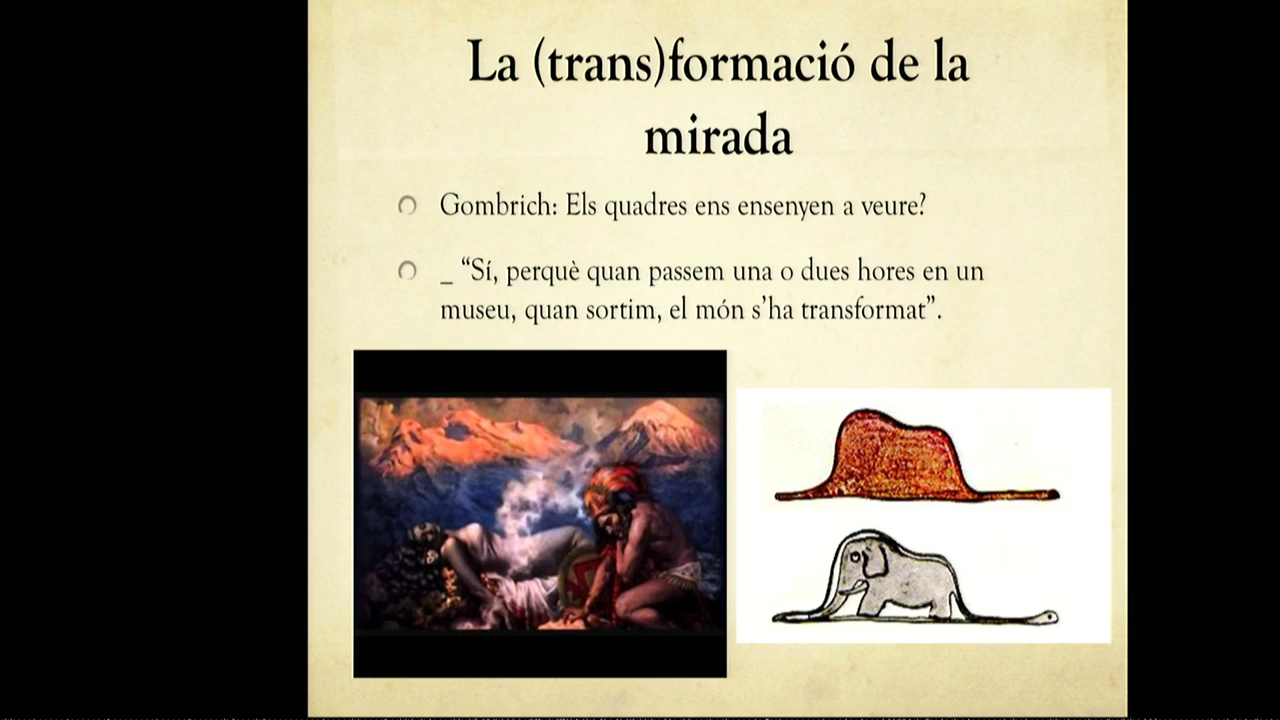 La (trans)formació de la
mirada
Gombrich: Els quadres ens ensenyen a veure?
_ “Sí, perquè quan passem una o dues hores en un
museu, quan sortim, el món s’ha transformat”.